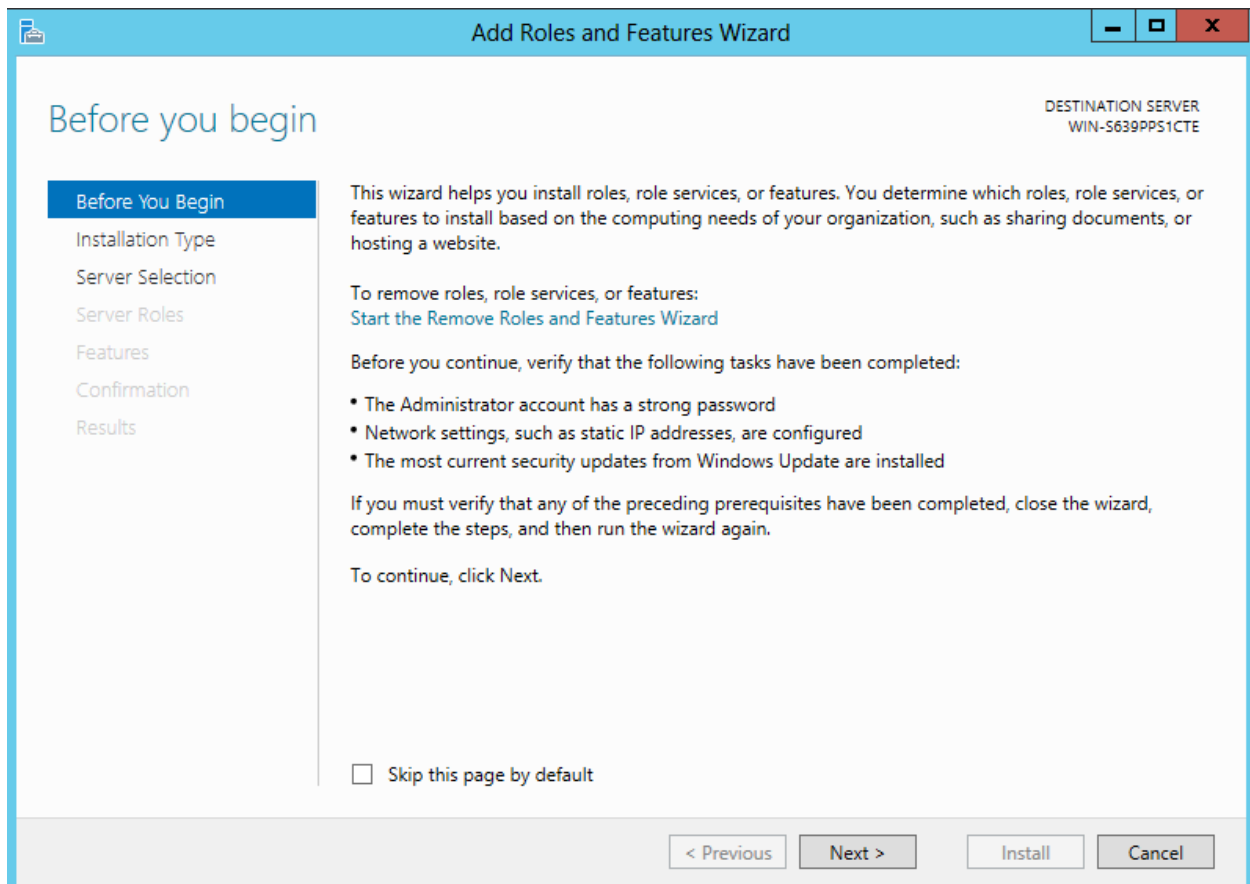 Add Roles and Features Wizard
Before you begin
DESTINATION SERVER
WIN-S639PPS1CTE
Before You Begin
Installation Type
Server Selection
Server Roles
Features
Confirmation
Results
This wizard helps you install roles, role services, or features. You determine which roles, role services, or
features to install based on the computing needs of your organization, such as sharing documents, or
hosting a website.
To remove roles, role services, or features:
Start the Remove Roles and Features Wizard
Before you continue, verify that the following tasks have been completed:
• The Administrator account has a strong password
• Network settings, such as static IP addresses, are configured
• The most current security updates from Windows Update are installed
If you must verify that any of the preceding prerequisites have been completed, close the wizard,
complete the steps, and then run the wizard again.
To continue, click Next.
Skip this page by default
< Previous
Next >
Install
Cancel